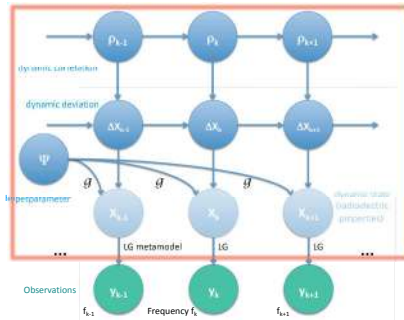 ρk-1 ρk ρk+1
dynamic correlation
dynamic deviation
ΔXk-1 ΔXk ΔXk+1
Ψ
𝒢 𝒢 𝒢
hyperparameter
dynamic state
(radioelectric
properties)
Xk-1 Xk Xk+1
... ...
LG metamodel LG LG
Observations
yk-1 yk yk+1
fk-1 Frequency fk fk+1